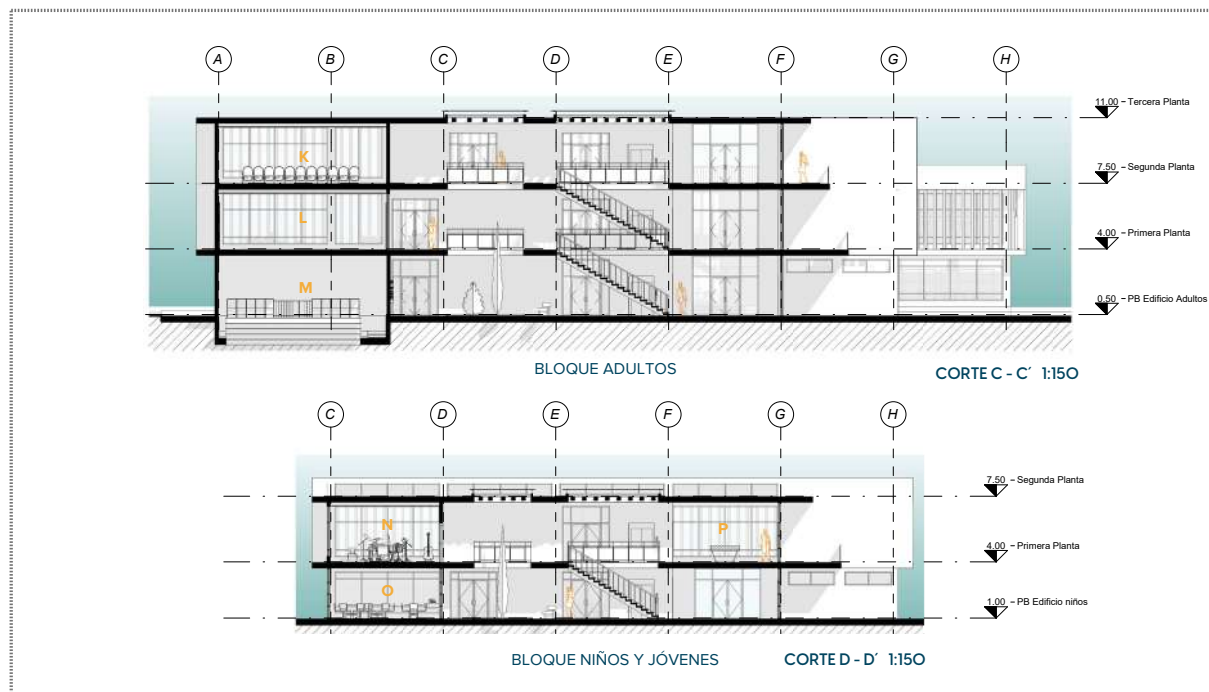 A B C D E F G H
11.00 - Tercera Planta
K
7.50 - Segunda Planta
L
4.00 - Primera Planta
M
0.50 - PB Edificio Adultos
BLOQUE ADULTOS
CORTE C - C´ 1:150
C D E F G H
7.50 - Segunda Planta
N P
4.00 - Primera Planta
O
1.00 - PB Edificio niños
BLOQUE NIÑOS Y JÓVENES CORTE D - D´ 1:150